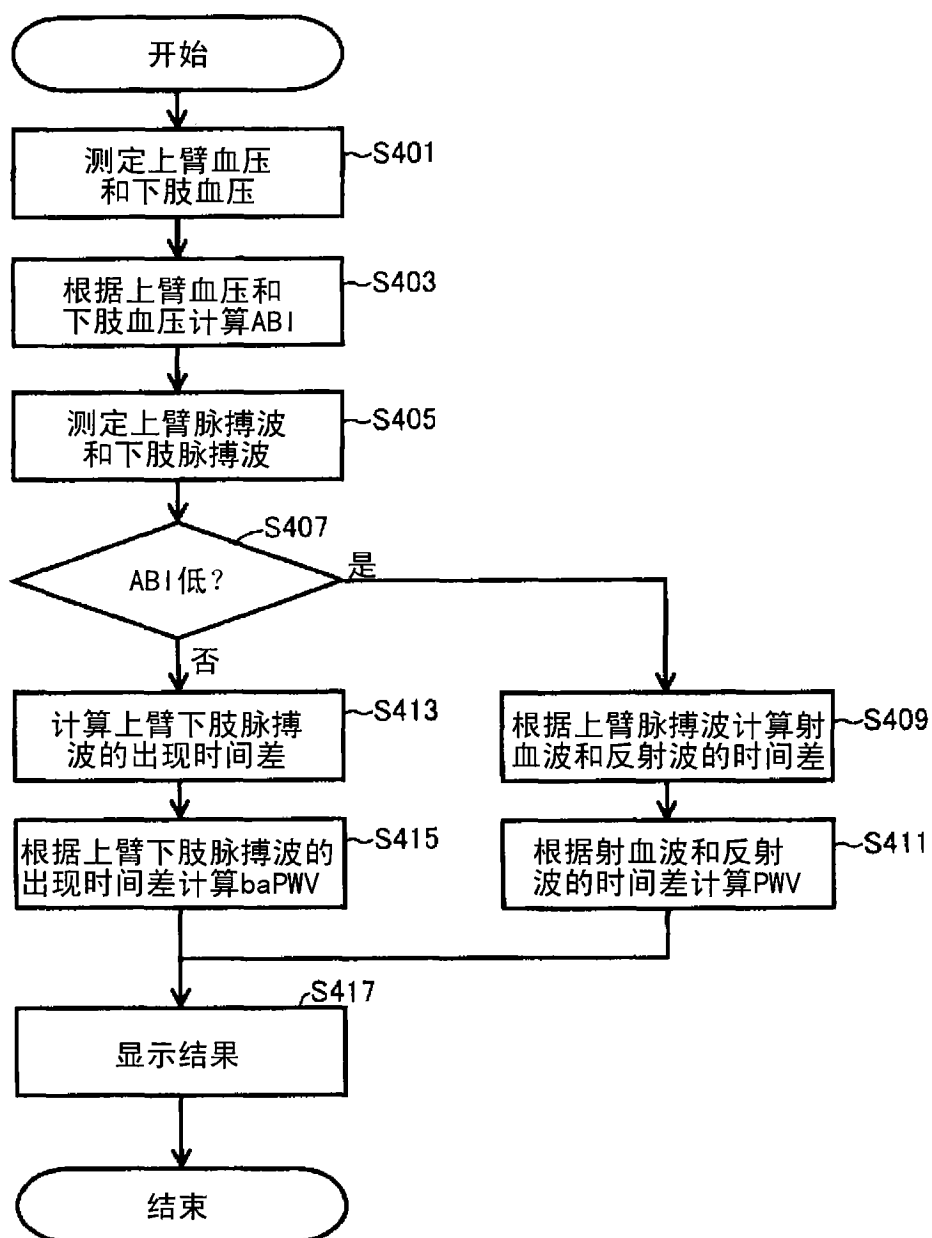 开始
测定上臂血压
和下肢血压
S401
根据上臂血压和
下肢血压计算ABI
S403
测定上臂脉搏波
和下肢脉搏波
S405
S407
ABI低?
是
否
计算上臂下肢脉搏
波的出现时间差
S413
根据上臂脉搏波计算射
血波和反射波的时间差
S409
根据上臂下肢脉搏波的
出现时间差计算baPWV
S415
根据射血波和反射
波的时间差计算PWV
S411
S417
显示结果
结束